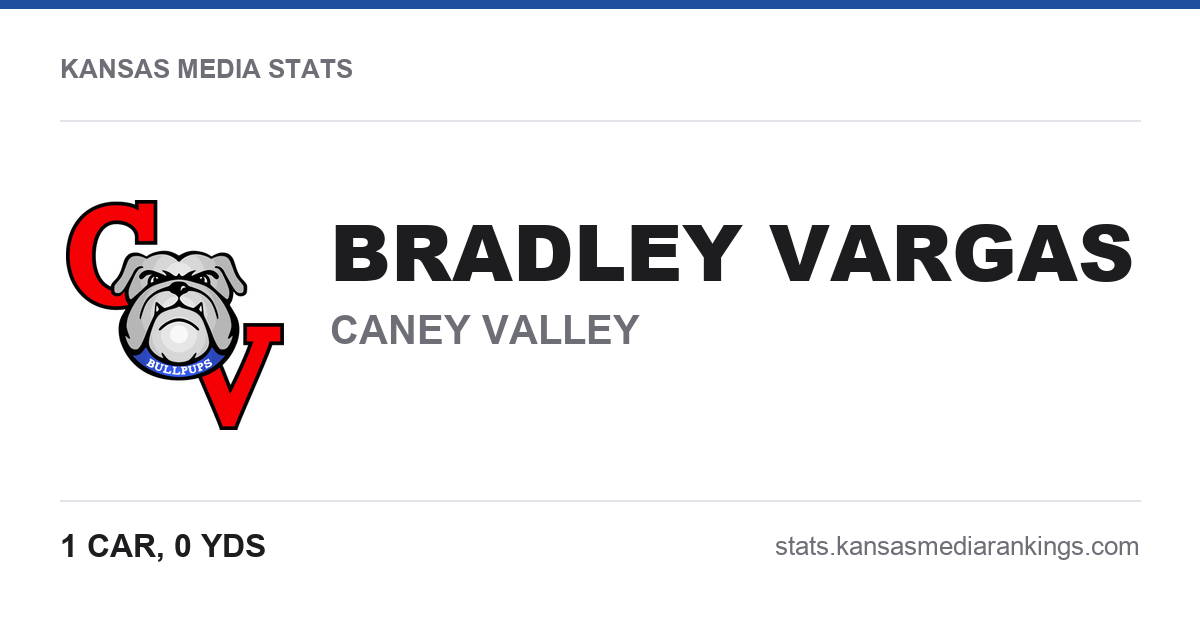 KANSAS MEDIA STATS
C
BULLPUPS
V
BRADLEY VARGAS
CANEY VALLEY
1 CAR, 0 YDS
stats.kansasmediarankings.com